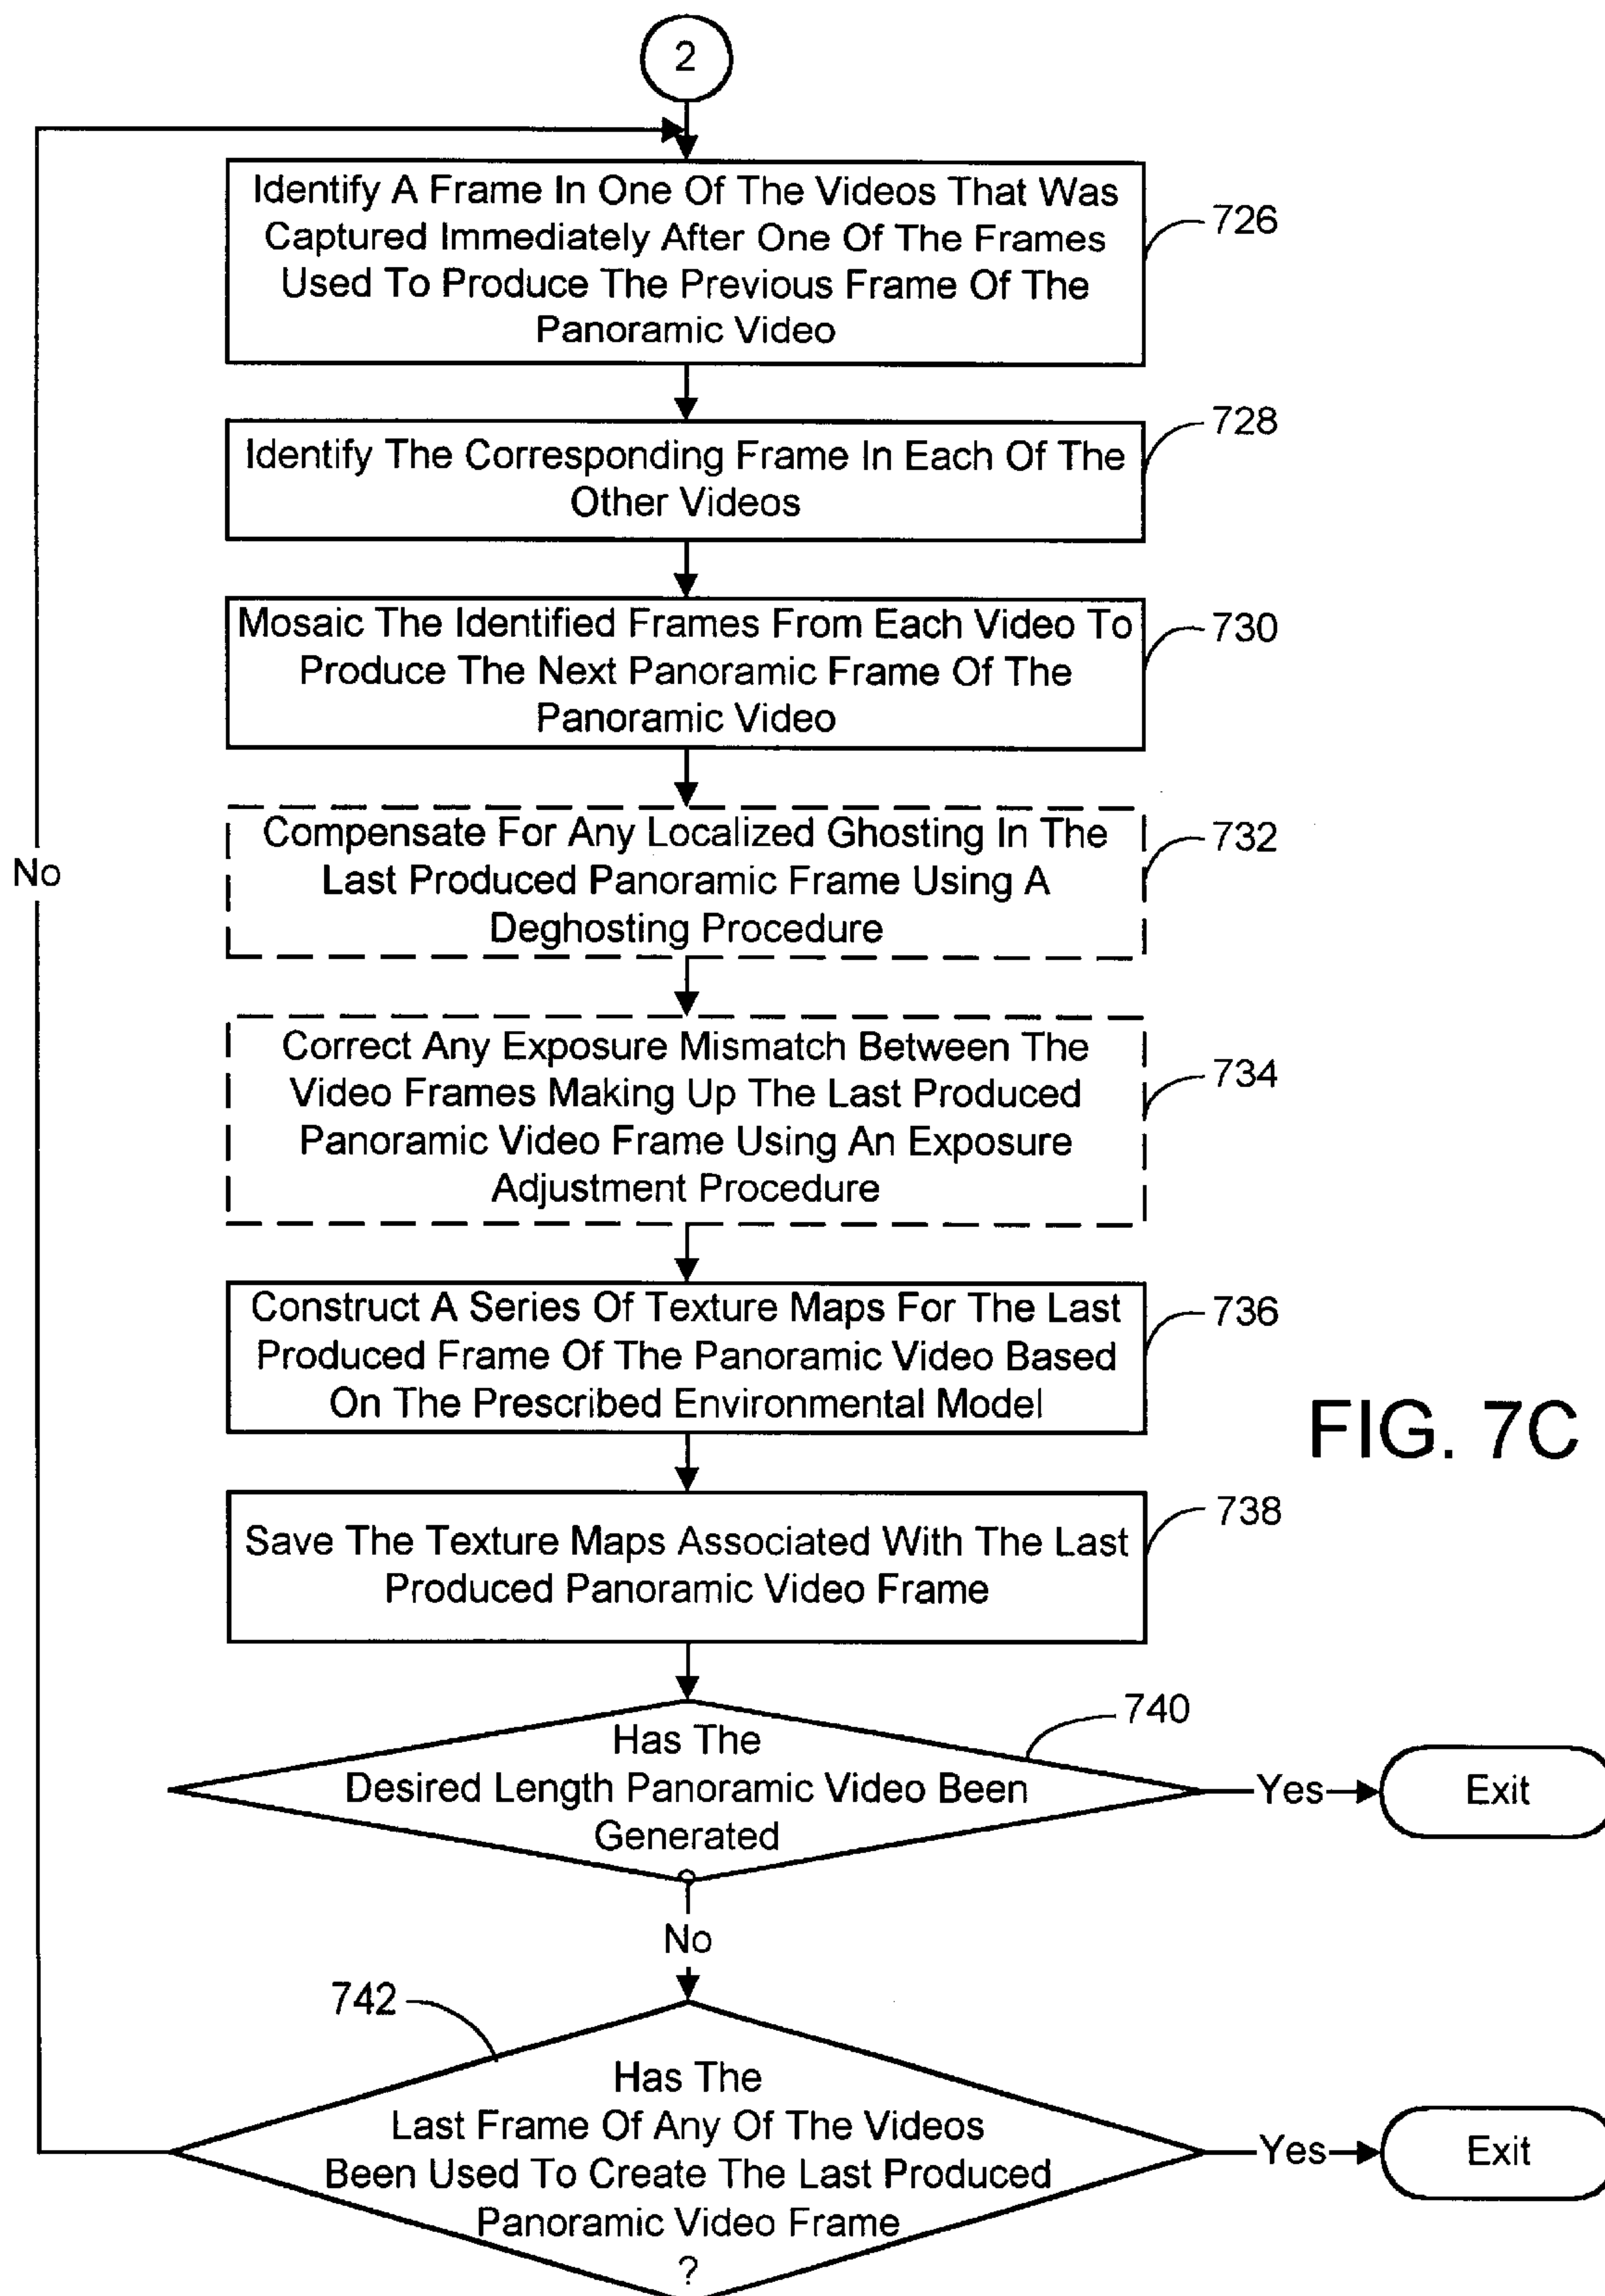 2
Identify A Frame In One Of The Videos That Was
Captured Immediately After One Of The Frames
Used To Produce The Previous Frame Of The
Panoramic Video
726
Identify The Corresponding Frame In Each Of The
Other Videos
728
Mosaic The Identified Frames From Each Video To
Produce The Next Panoramic Frame Of The
Panoramic Video
730
Compensate For Any Localized Ghosting In The
Last Produced Panoramic Frame Using A
Deghosting Procedure
732
No
Correct Any Exposure Mismatch Between The
Video Frames Making Up The Last Produced
Panoramic Video Frame Using An Exposure
Adjustment Procedure
734
Construct A Series Of Texture Maps For The Last
Produced Frame Of The Panoramic Video Based
On The Prescribed Environmental Model
736
FIG. 7C
Save The Texture Maps Associated With The Last
Produced Panoramic Video Frame
738
740
Has The
Desired Length Panoramic Video Been
Generated
Yes
Exit
No
742
Has The
Last Frame Of Any Of The Videos
Been Used To Create The Last Produced
Panoramic Video Frame
?
Yes
Exit